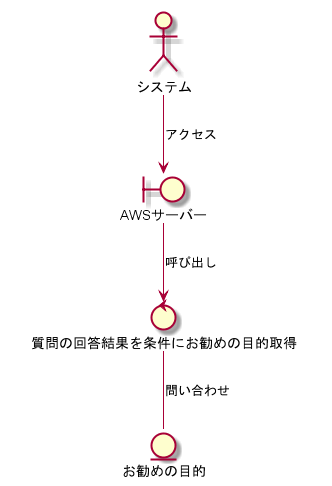 システム
アクセス
AWSサーバー
呼び出し
質問の回答結果を条件にお勧めの目的取得
問い合わせ
お勧めの目的